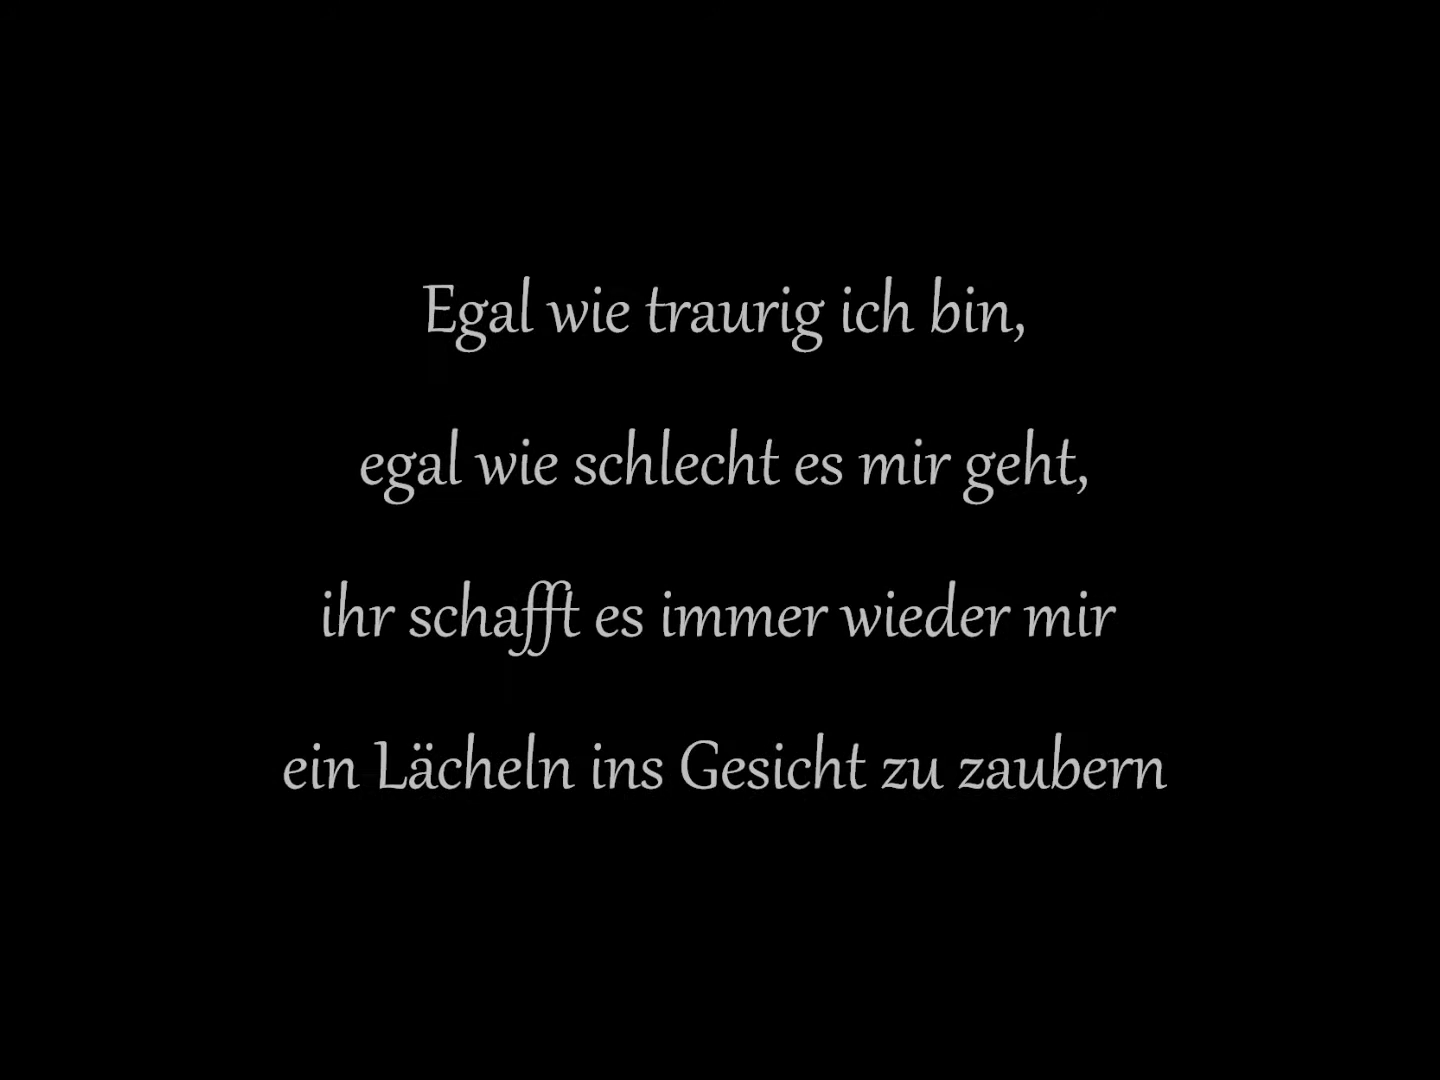 Egal wie traurig ich bin,
egal wie schlecht es mir geht,
ihr schafft es immer wieder mir
ein Lächeln ins Gesicht zu zaubern